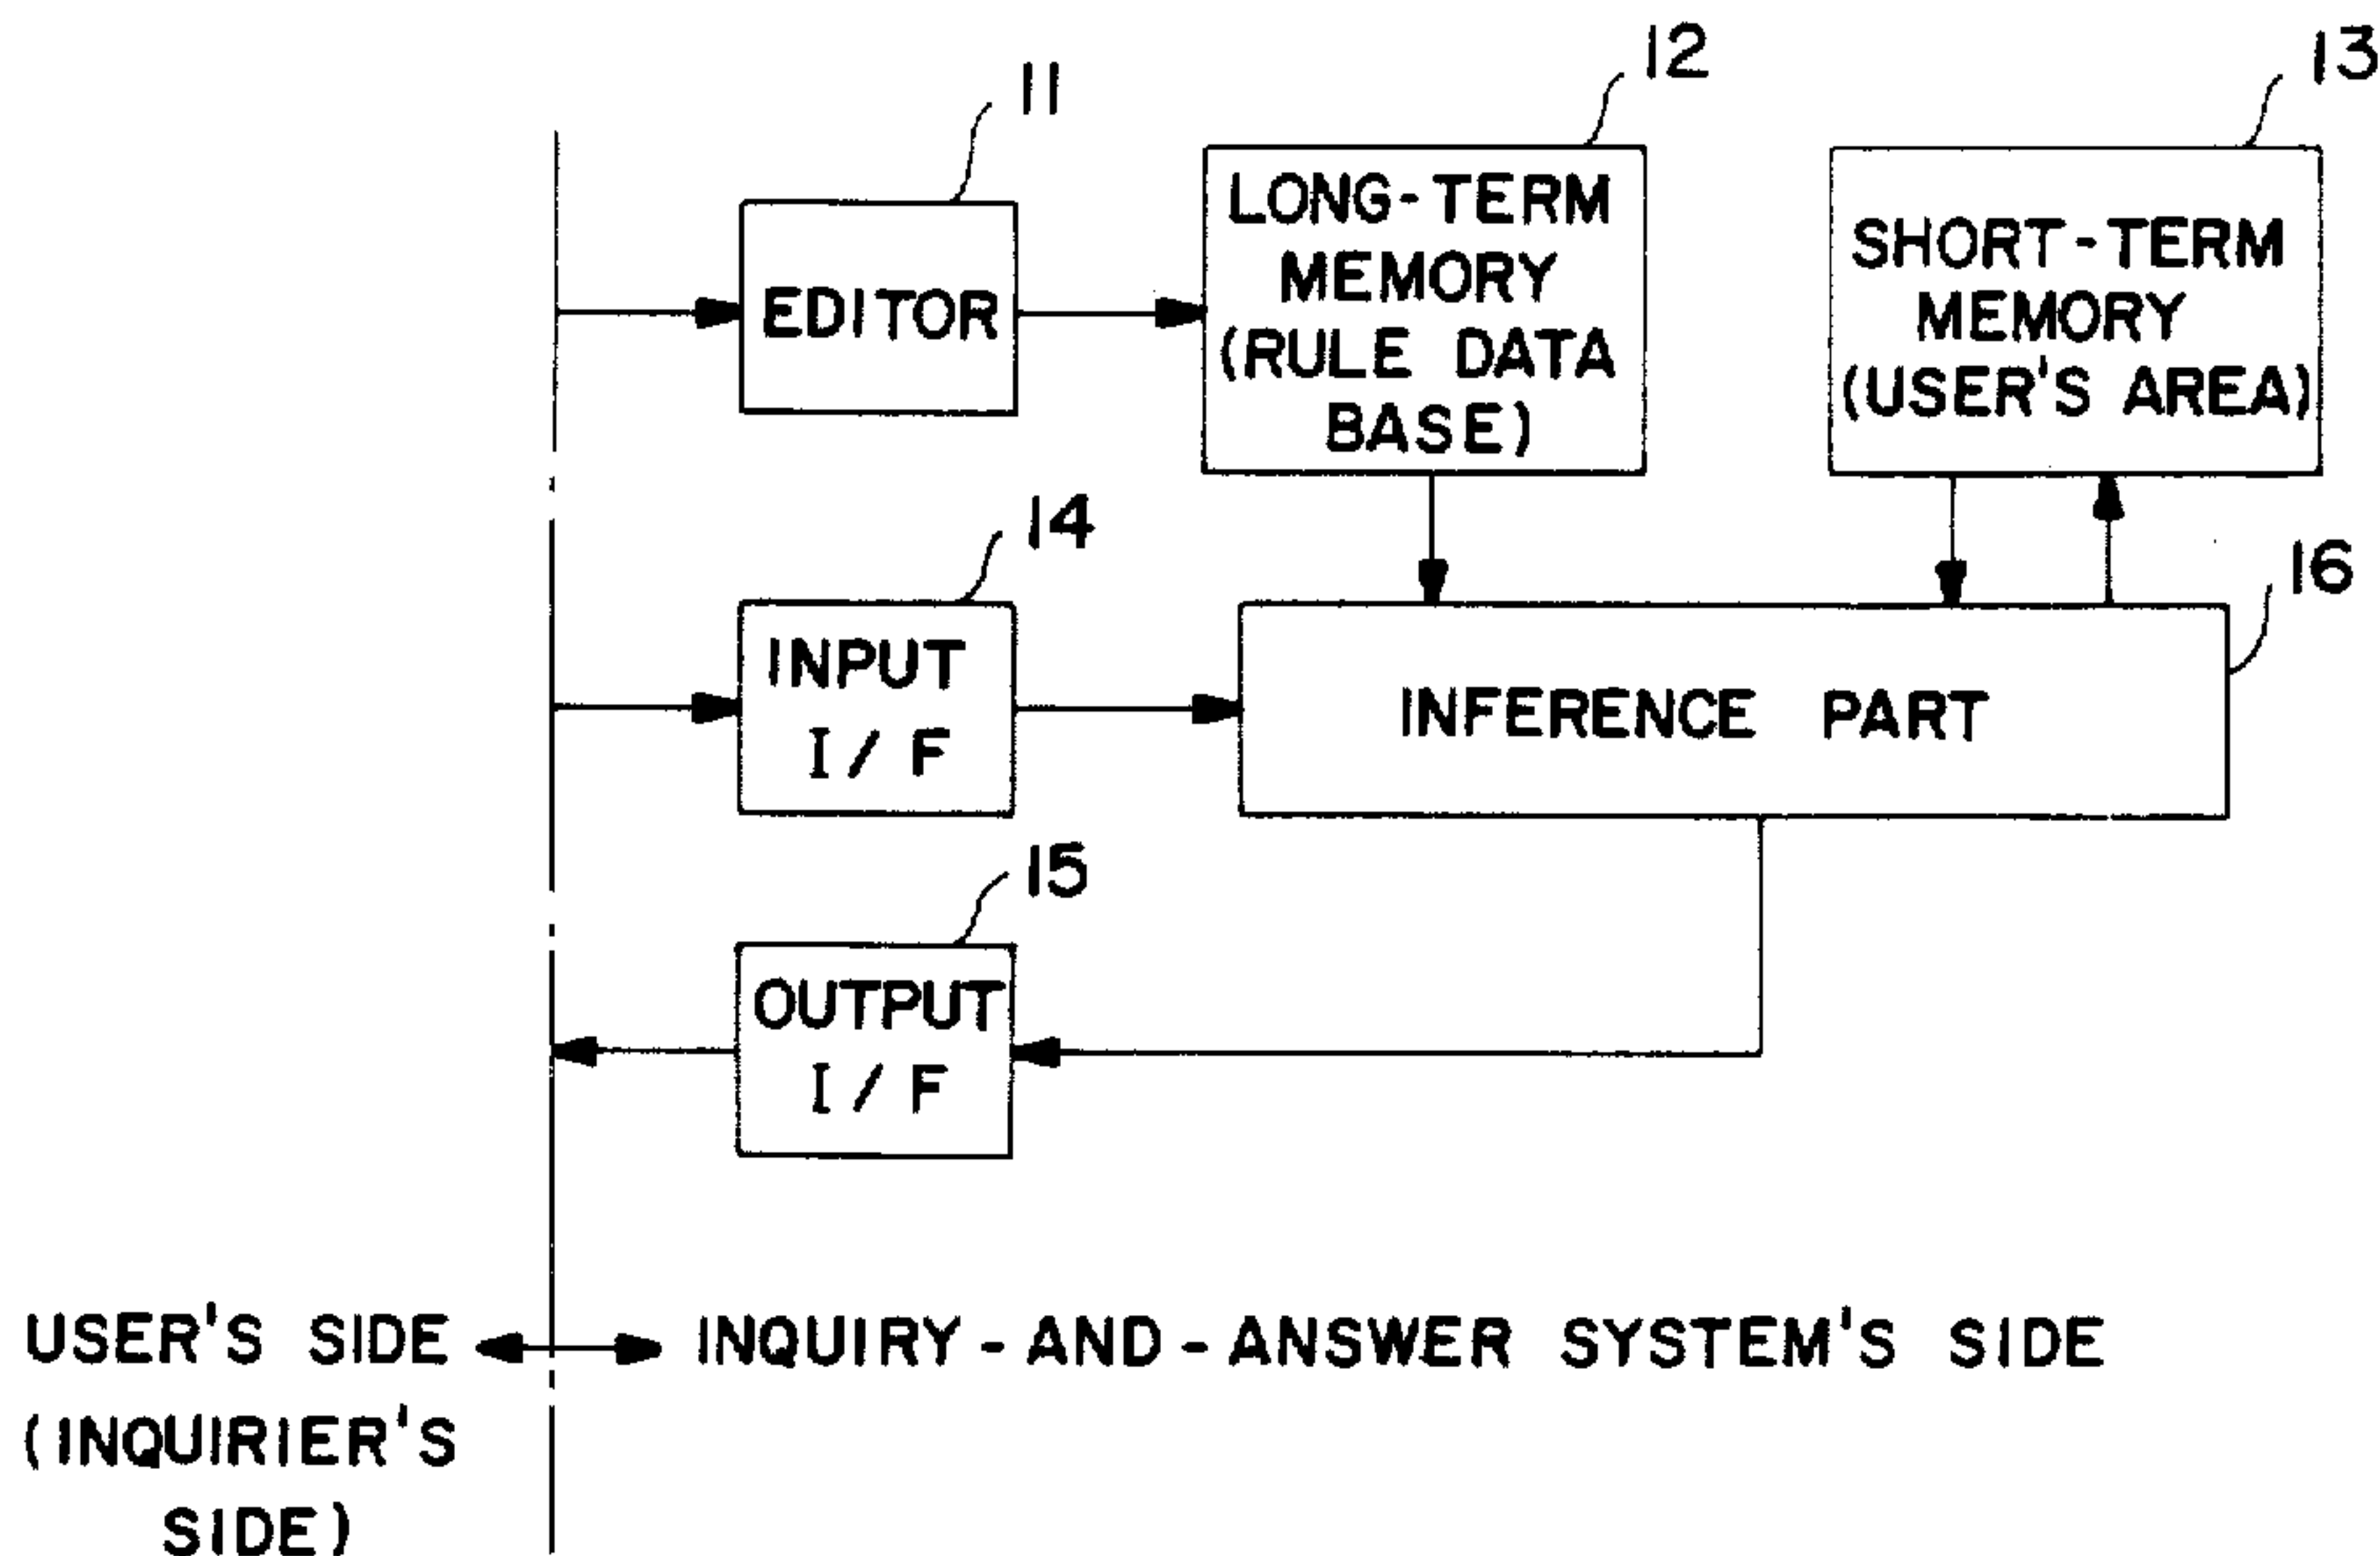 11
12
13
EDITOR
LONG-TERM
MEMORY
(RULE DATA
BASE)
SHORT-TERM
MEMORY
(USER'S AREA)
14
16
INPUT
I/F
INFERENCE PART
15
OUTPUT
I/F
USER'S SIDE
(INQUIRIER'S
SIDE)
INQUIRY-AND-ANSWER SYSTEM'S SIDE